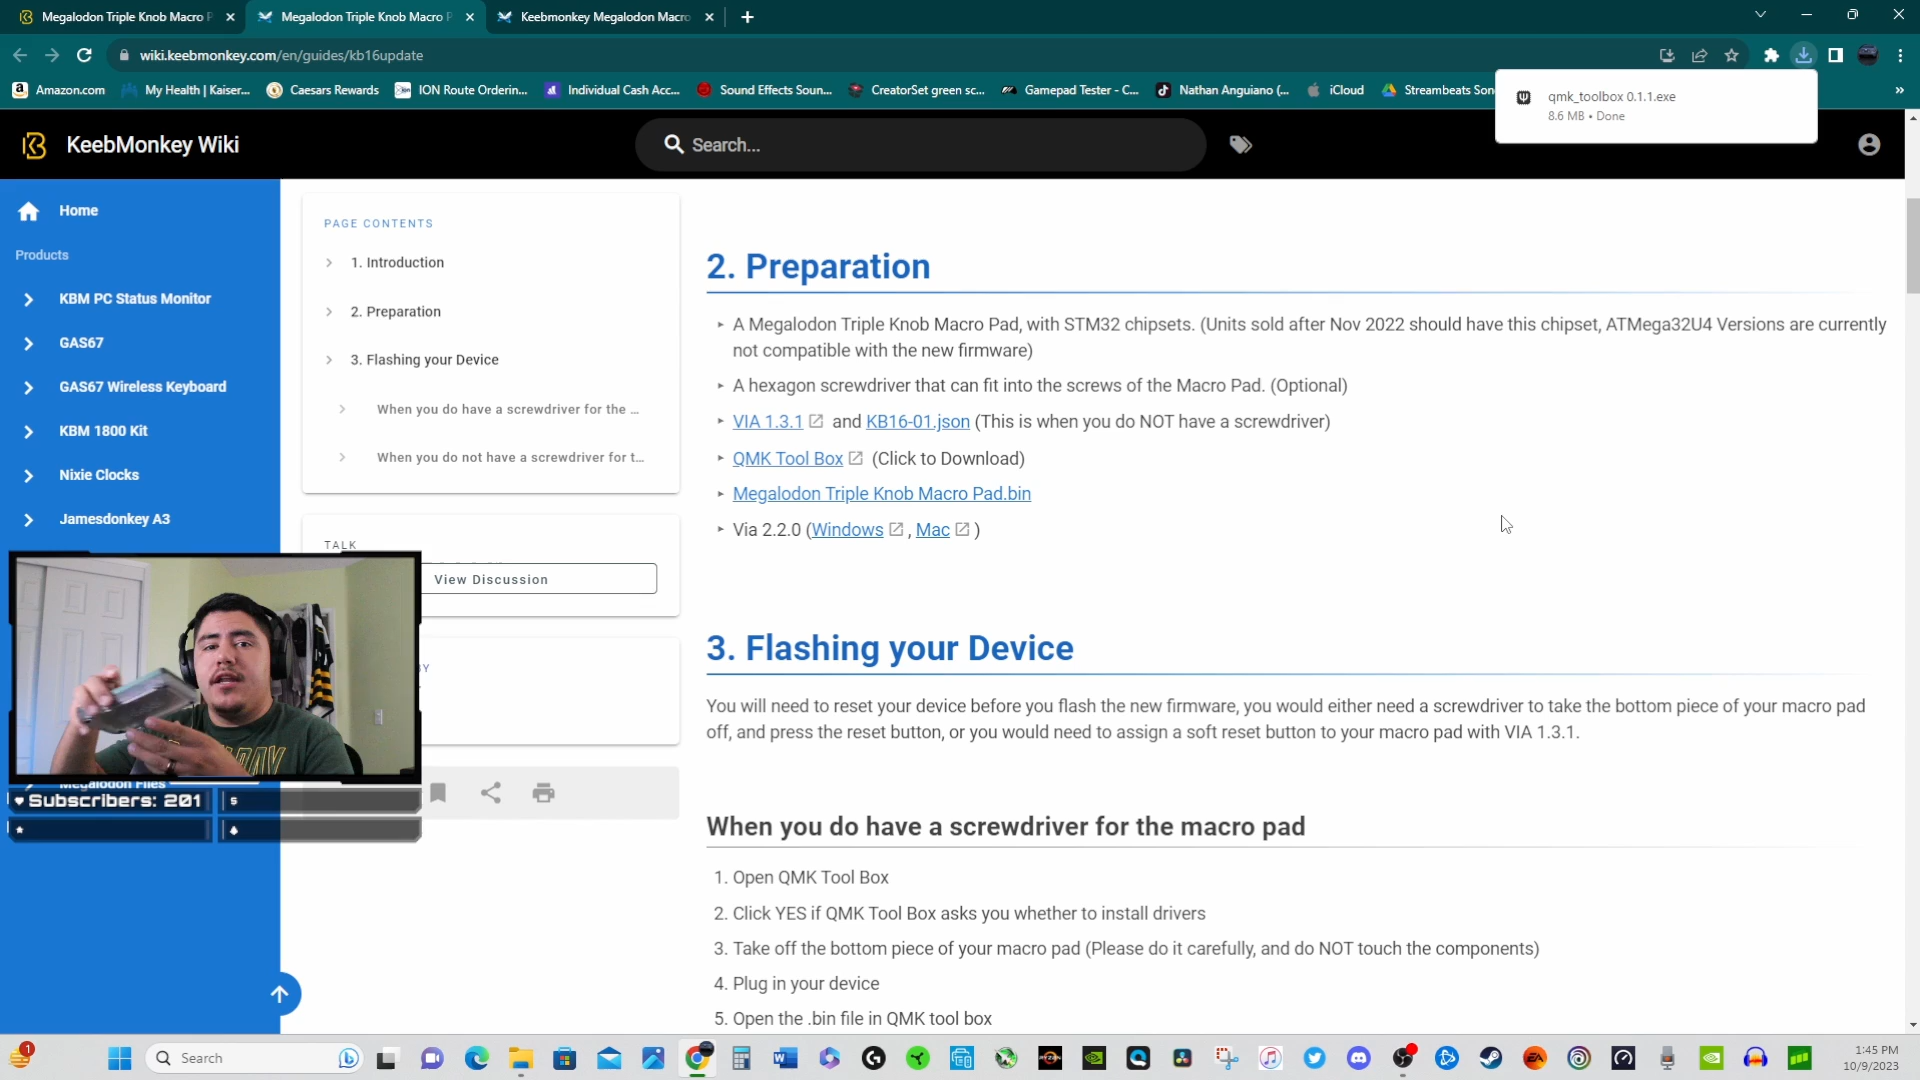 Megalodon Triple Knob Macro P
Megalodon Triple Knob Macro P
Keebmonkey Megalodon Macro
wiki.keebmonkey.com/en/guides/kb16update
Amazon.com
My Health | Kaiser...
Caesars Rewards
ION Route Orderin...
Individual Cash Acc...
Sound Effects Soun...
CreatorSet green sc...
Gamepad Tester - C...
Nathan Anguiano (...
iCloud
Streambeats Son
qmk_toolbox 0.1.1.exe
8.6 MB • Done
KeebMonkey Wiki
Search...
Home
Products
KBM PC Status Monitor
GAS67
GAS67 Wireless Keyboard
KBM 1800 Kit
Nixie Clocks
Jamesdonkey A3
Megalodon Files
PAGE CONTENTS
1. Introduction
2. Preparation
3. Flashing your Device
When you do have a screwdriver for the ...
When you do not have a screwdriver for t...
TALK
View Discussion
BY
2. Preparation
A Megalodon Triple Knob Macro Pad, with STM32 chipsets. (Units sold after Nov 2022 should have this chipset, ATMega32U4 Versions are currently
not compatible with the new firmware)
A hexagon screwdriver that can fit into the screws of the Macro Pad. (Optional)
VIA 1.3.1 and KB16-01.json (This is when you do NOT have a screwdriver)
QMK Tool Box (Click to Download)
Megalodon Triple Knob Macro Pad.bin
Via 2.2.0 (Windows , Mac )
3. Flashing your Device
You will need to reset your device before you flash the new firmware, you would either need a screwdriver to take the bottom piece of your macro pad
off, and press the reset button, or you would need to assign a soft reset button to your macro pad with VIA 1.3.1.
When you do have a screwdriver for the macro pad
1. Open QMK Tool Box
2. Click YES if QMK Tool Box asks you whether to install drivers
3. Take off the bottom piece of your macro pad (Please do it carefully, and do NOT touch the components)
4. Plug in your device
5. Open the .bin file in QMK tool box
Subscribers: 201
S
1
Search
1:45 PM
10/9/2023